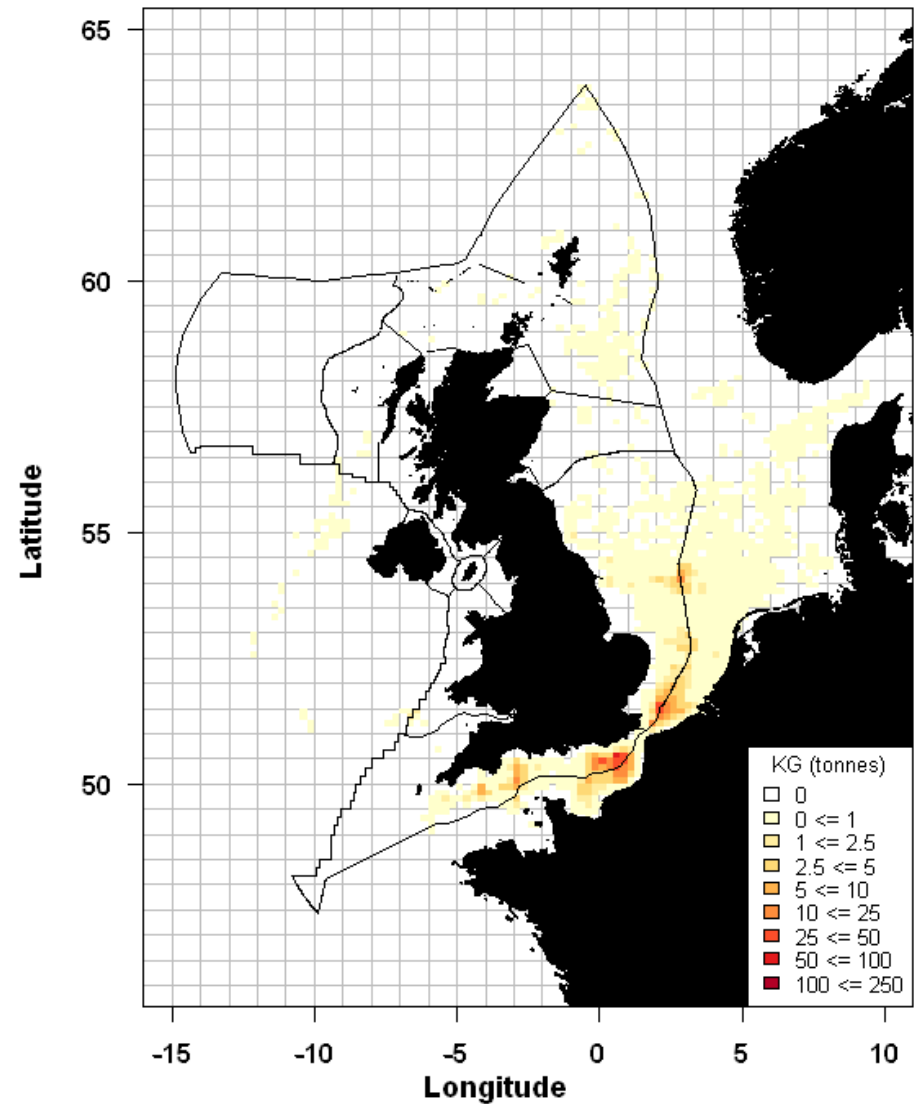 65
60
55
50
Latitude
-15 -10 -5 0 5 10
Longitude
KG (tonnes)
0
0 <= 1
1 <= 2.5
2.5 <= 5
5 <= 10
10 <= 25
25 <= 50
50 <= 100
100 <= 250